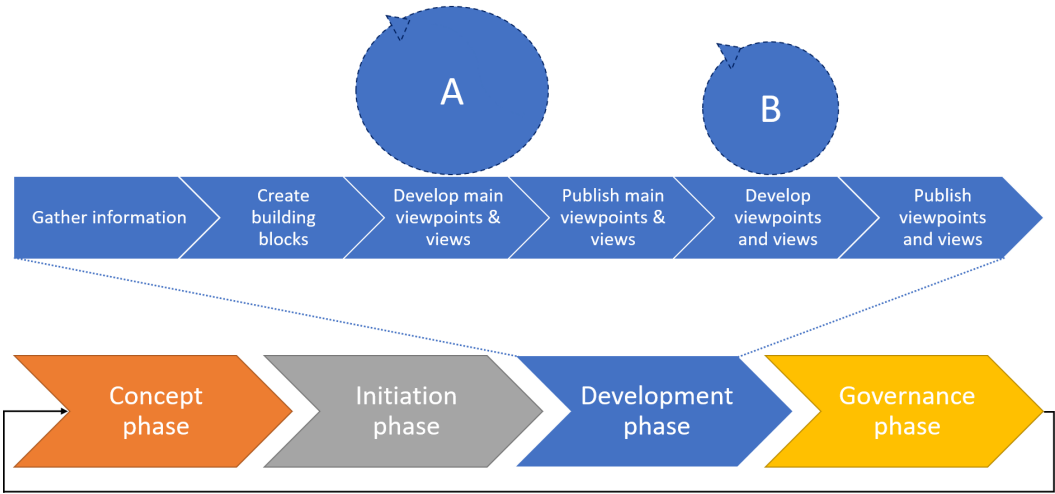 A
B
Gather information
Create
building
blocks
Develop main
viewpoints &
views
Publish main
viewpoints &
views
Develop
viewpoints
and views
Publish
viewpoints
and views
Concept
phase
Initiation
phase
Development
phase
Governance
phase